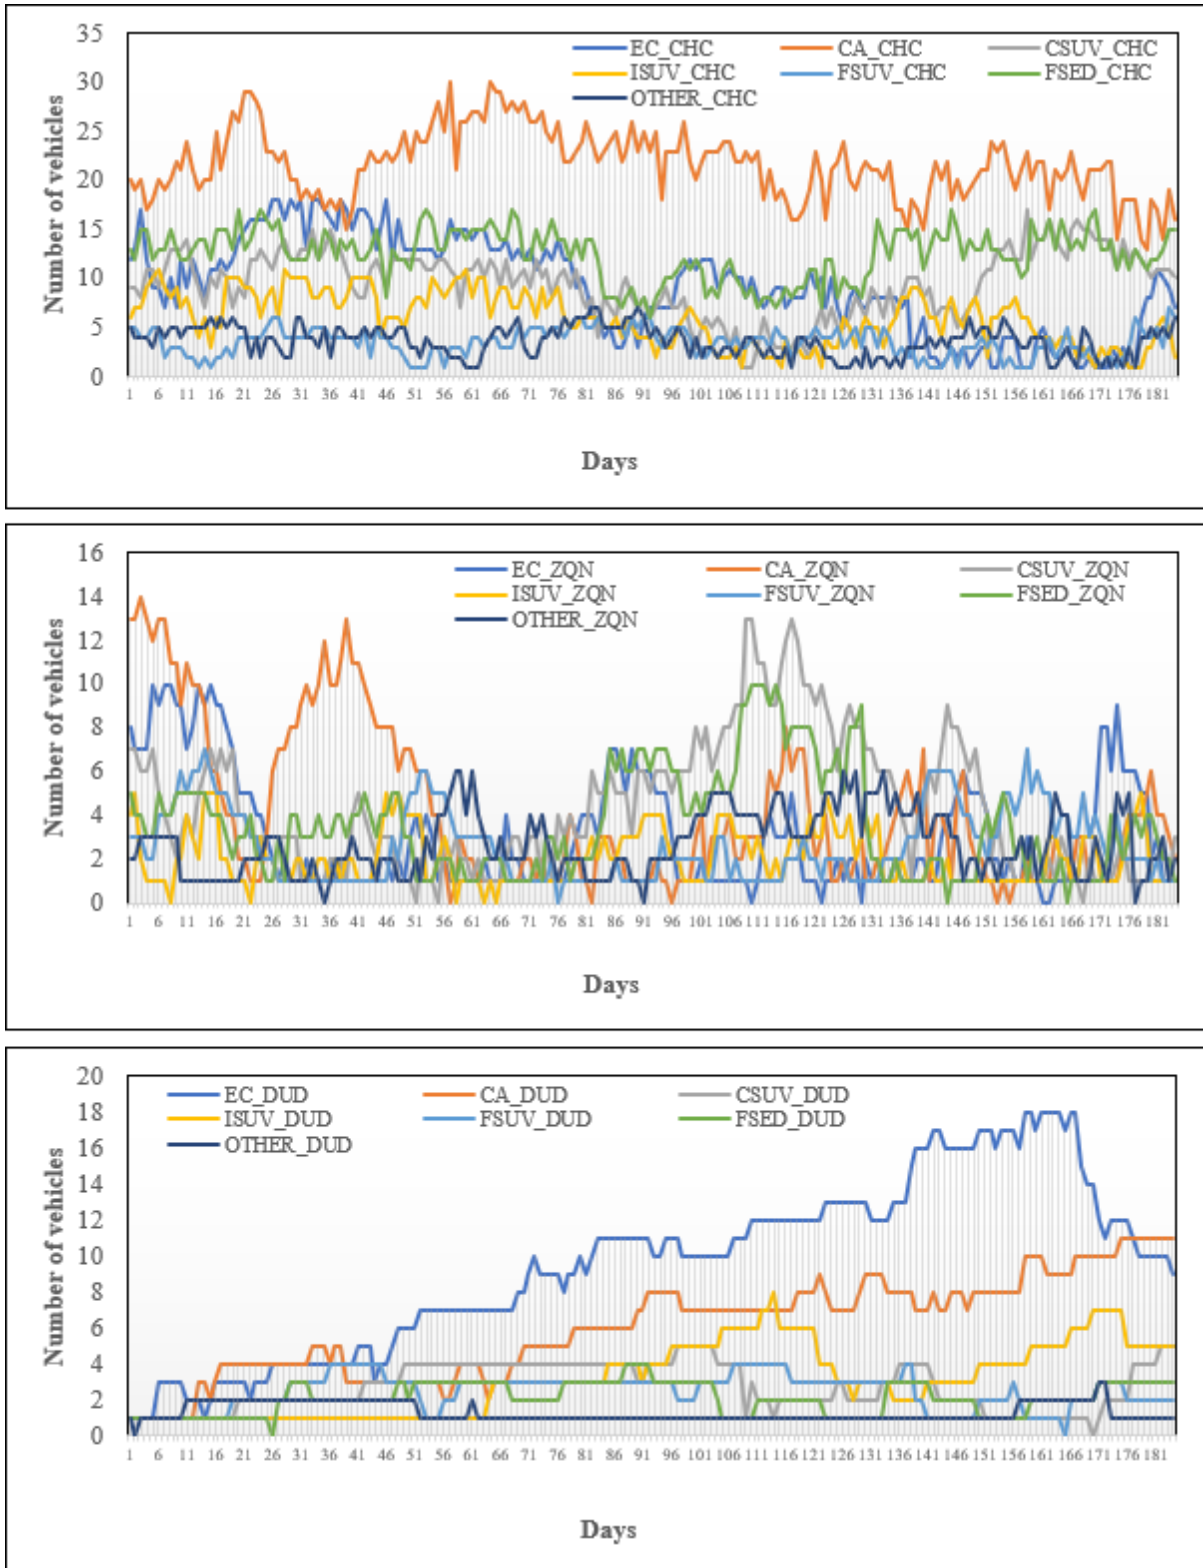 35
30
25
20
15
10
5
0
Number of vehicles
EC_CHC CA_CHC CSUV_CHC
ISUV_CHC FSUV_CHC FSED_CHC
OTHER_CHC
1 6 11 16 21 26 31 36 41 46 51 56 61 66 71 76 81 86 91 96 101 106 111 116 121 126 131 136 141 146 151 156 161 166 171 176 181
Days
16
14
12
10
8
6
4
2
0
Number of vehicles
EC_ZQN CA_ZQN CSUV_ZQN
ISUV_ZQN FSUV_ZQN FSED_ZQN
OTHER_ZQN
1 6 11 16 21 26 31 36 41 46 51 56 61 66 71 76 81 86 91 96 101 106 111 116 121 126 131 136 141 146 151 156 161 166 171 176 181
Days
20
18
16
14
12
10
8
6
4
2
0
Number of vehicles
EC_DUD CA_DUD CSUV_DUD
ISUV_DUD FSUV_DUD FSED_DUD
OTHER_DUD
1 6 11 16 21 26 31 36 41 46 51 56 61 66 71 76 81 86 91 96 101 106 111 116 121 126 131 136 141 146 151 156 161 166 171 176 181
Days